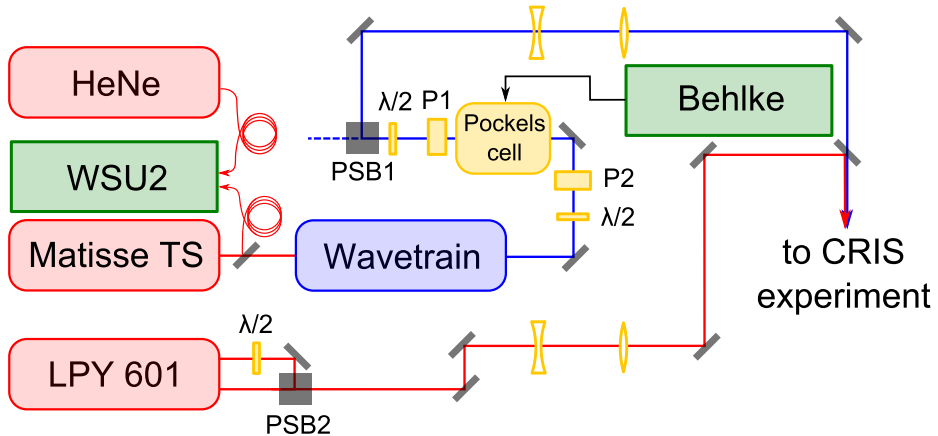 HeNe
WSU2
Matisse TS
Wavetrain
PSB1
λ/2
P1
Pockels
cell
Behlke
P2
λ/2
to CRIS
experiment
λ/2
LPY 601
PSB2